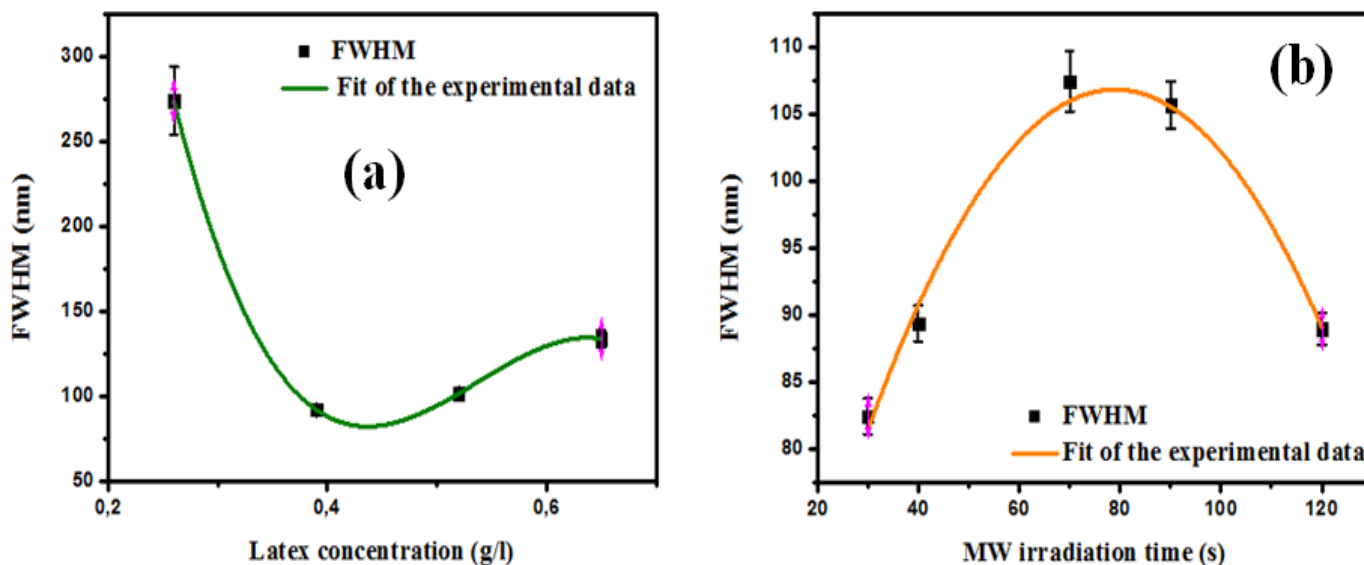 FWHM
Fit of the experimental data
(a)
FWHM (nm)
300
250
200
150
100
50
0,2
0,4
0,6
Latex concentration (g/l)
(b)
FWHM (nm)
110
105
100
95
90
85
80
FWHM
Fit of the experimental data
20
40
60
80
100
120
MW irradiation time (s)